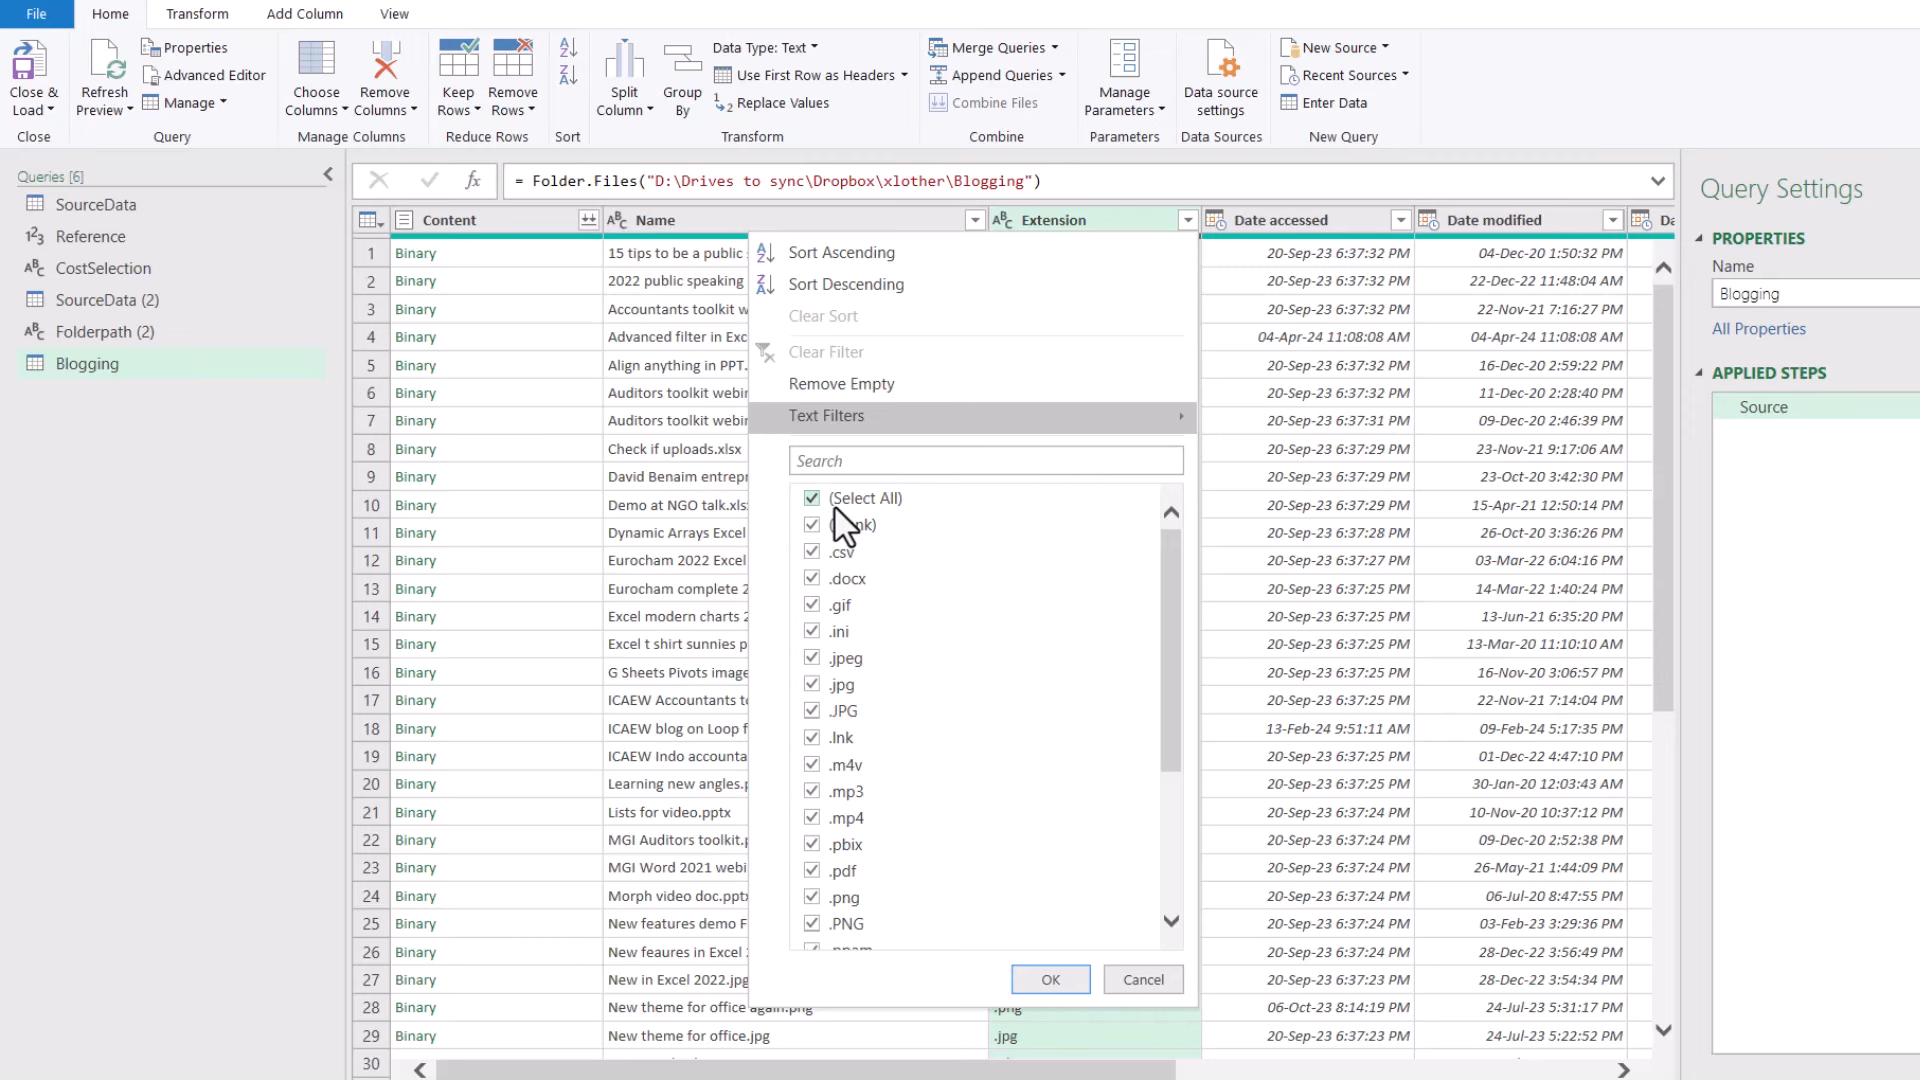 File Home Transform Add Column View
Properties
Advanced Editor
Manage
Close & Load
Refresh Preview
Close
Query
Choose Columns
Remove Columns
Manage Columns
Keep Rows
Remove Rows
Reduce Rows
Sort
Split Column
Group By
Data Type: Text
Use First Row as Headers
Replace Values
Transform
Merge Queries
Append Queries
Combine Files
Combine
Manage Parameters
Parameters
Data source settings
Data Sources
New Source
Recent Sources
Enter Data
New Query
Queries [6]
SourceData
Reference
CostSelection
SourceData (2)
Folderpath (2)
Blogging
fx = Folder.Files("D:\Drives to sync\Dropbox\xlother\Blogging")
Content Name Extension Date accessed Date modified
1 Binary 15 tips to be a public 20-Sep-23 6:37:32 PM 04-Dec-20 1:50:32 PM
2 Binary 2022 public speaking 20-Sep-23 6:37:32 PM 22-Dec-22 11:48:04 AM
3 Binary Accountants toolkit 20-Sep-23 6:37:32 PM 22-Nov-21 7:16:27 PM
4 Binary Advanced filter in Exc 04-Apr-24 11:08:08 AM 04-Apr-24 11:08:08 AM
5 Binary Align anything in PPT. 20-Sep-23 6:37:32 PM 16-Dec-20 2:59:22 PM
6 Binary Auditors toolkit webi 20-Sep-23 6:37:32 PM 11-Dec-20 2:28:40 PM
7 Binary Auditors toolkit webi 20-Sep-23 6:37:31 PM 09-Dec-20 2:46:39 PM
8 Binary Check if uploads.xlsx 20-Sep-23 6:37:29 PM 23-Nov-21 9:17:06 AM
9 Binary David Benaim entrepr 20-Sep-23 6:37:29 PM 23-Oct-20 3:42:30 PM
10 Binary Demo at NGO talk.xls 20-Sep-23 6:37:29 PM 15-Apr-21 12:50:14 PM
11 Binary Dynamic Arrays Excel 20-Sep-23 6:37:28 PM 26-Oct-20 3:36:26 PM
12 Binary Eurocham 2022 Excel 20-Sep-23 6:37:27 PM 03-Mar-22 6:04:16 PM
13 Binary Eurocham complete 2 20-Sep-23 6:37:25 PM 14-Mar-22 1:40:24 PM
14 Binary Excel modern charts 2 20-Sep-23 6:37:25 PM 13-Jun-21 6:35:20 PM
15 Binary Excel t shirt sunnies p 20-Sep-23 6:37:25 PM 13-Mar-20 11:10:10 AM
16 Binary G Sheets Pivots image 20-Sep-23 6:37:25 PM 16-Nov-20 3:06:57 PM
17 Binary ICAEW Accountants to 20-Sep-23 6:37:25 PM 22-Nov-21 7:14:04 PM
18 Binary ICAEW blog on Loop f 13-Feb-24 9:51:11 AM 09-Feb-24 5:17:35 PM
19 Binary ICAEW Indo accounta 20-Sep-23 6:37:25 PM 01-Dec-22 4:47:10 PM
20 Binary Learning new angles.p 20-Sep-23 6:37:24 PM 30-Jan-20 12:03:43 AM
21 Binary Lists for video.pptx 20-Sep-23 6:37:24 PM 10-Nov-20 10:37:12 PM
22 Binary MGI Auditors toolkit.p 20-Sep-23 6:37:24 PM 09-Dec-20 2:52:38 PM
23 Binary MGI Word 2021 webi 20-Sep-23 6:37:24 PM 26-May-21 1:44:09 PM
24 Binary Morph video doc.pptx 20-Sep-23 6:37:24 PM 06-Jul-20 8:47:55 PM
25 Binary New features demo F 20-Sep-23 6:37:24 PM 03-Feb-23 3:29:36 PM
26 Binary New feaures in Excel 20-Sep-23 6:37:24 PM 28-Dec-22 3:56:49 PM
27 Binary New in Excel 2022.jpg 20-Sep-23 6:37:24 PM 28-Dec-22 3:54:34 PM
28 Binary New theme for office again.png .png 06-Oct-23 8:14:19 PM 24-Jul-23 5:31:17 PM
29 Binary New theme for office.jpg .jpg 20-Sep-23 6:37:23 PM 24-Jul-23 5:22:52 PM
30
Sort Ascending
Sort Descending
Clear Sort
Clear Filter
Remove Empty
Text Filters
Search
(Select All)
.csv
.docx
.gif
.ini
.jpeg
.jpg
.JPG
.lnk
.m4v
.mp3
.mp4
.pbix
.pdf
.png
.PNG
OK Cancel
Query Settings
PROPERTIES
Name
Blogging
All Properties
APPLIED STEPS
Source